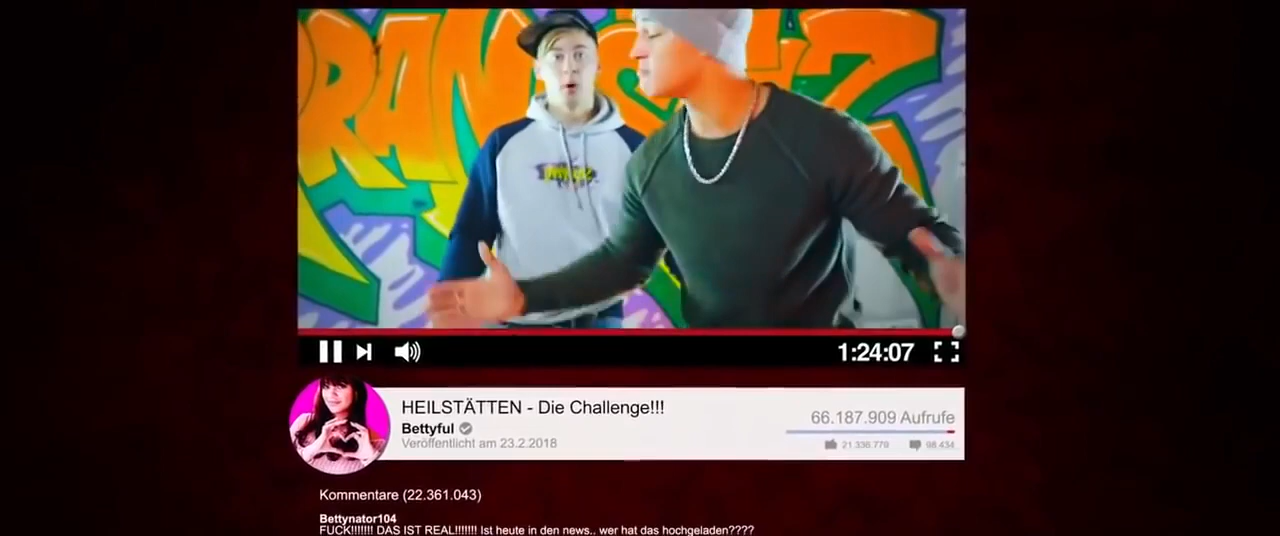 1:24:07
HEILSTÄTTEN - Die Challenge!!!
Bettyful
Veröffentlicht am 23.2.2018
66.187.909 Aufrufe
21.336.779 98.434
Kommentare (22.361.043)
Bettynator104
FUCK!!!!!!! DAS IST REAL!!!!!!! Ist heute in den news.. wer hat das hochgeladen????